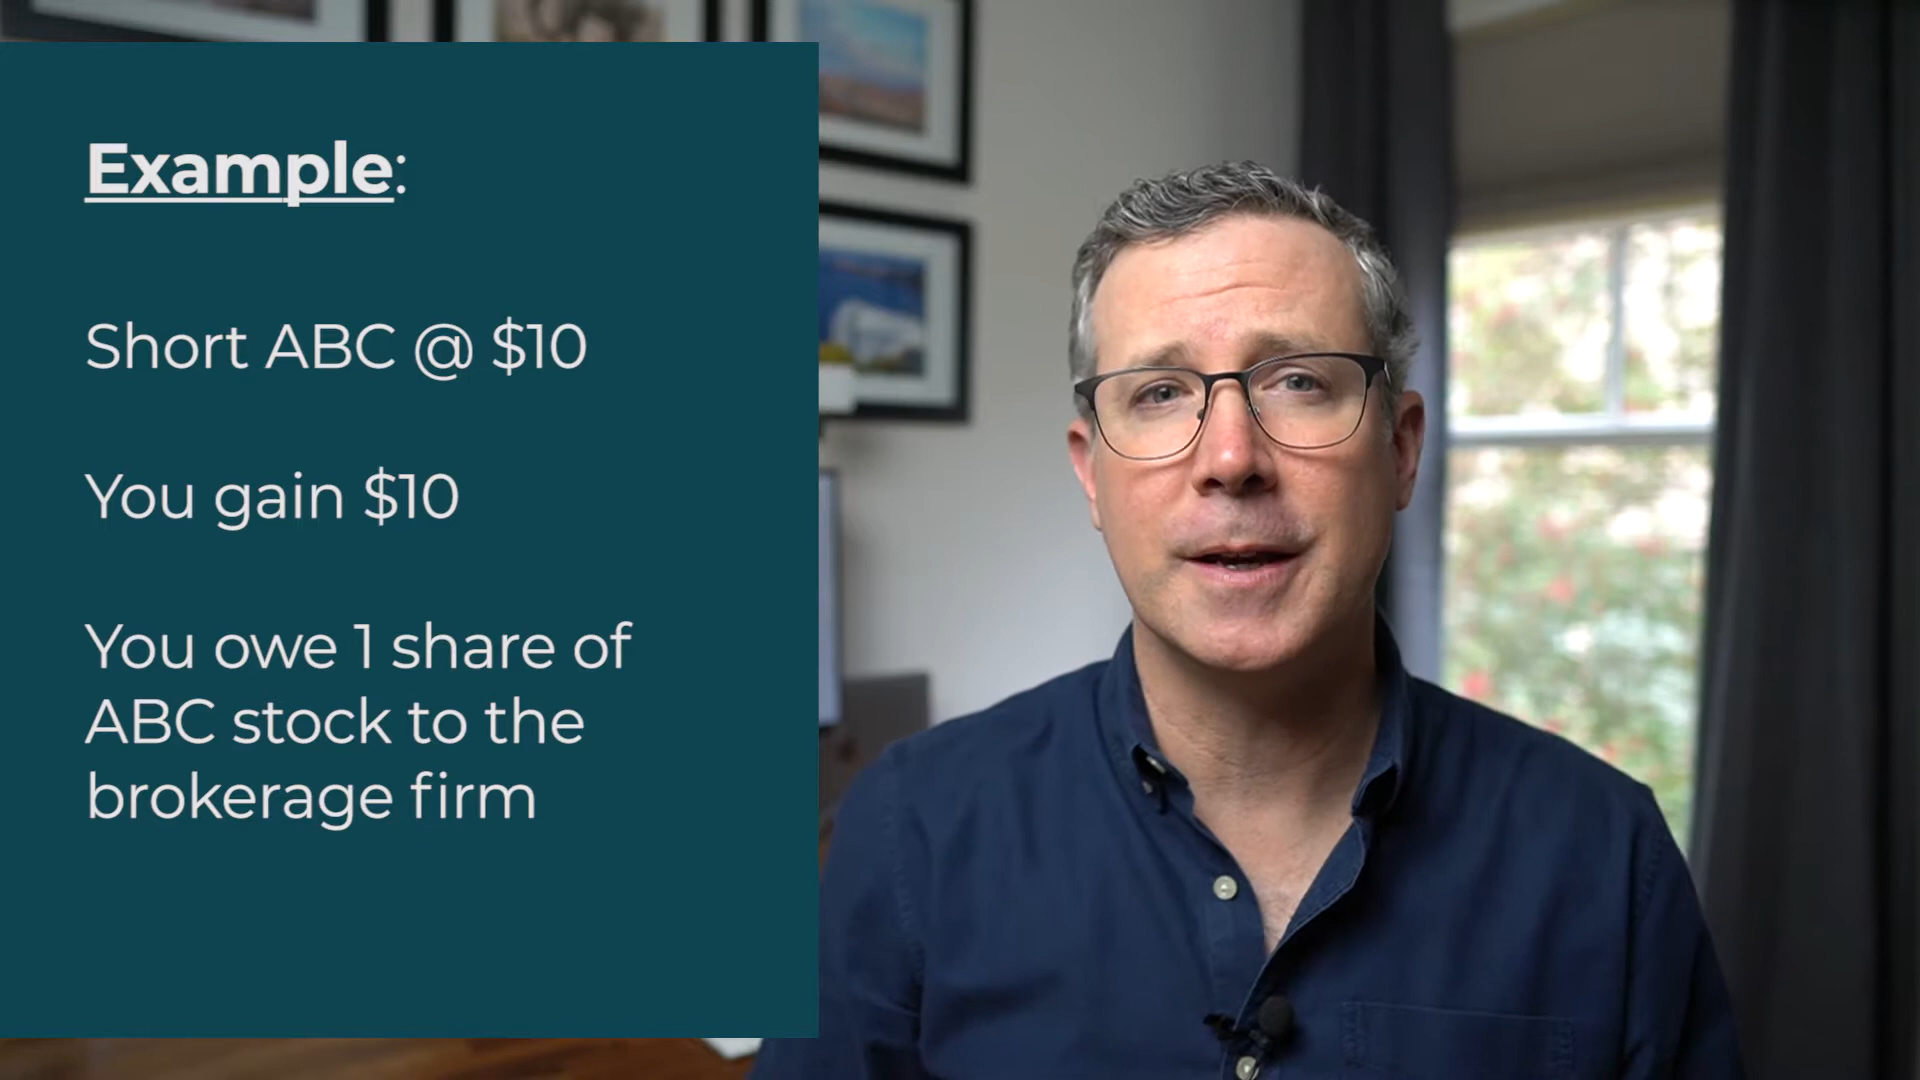 Example:
Short ABC @ $10
You gain $10
You owe 1 share of
ABC stock to the
brokerage firm